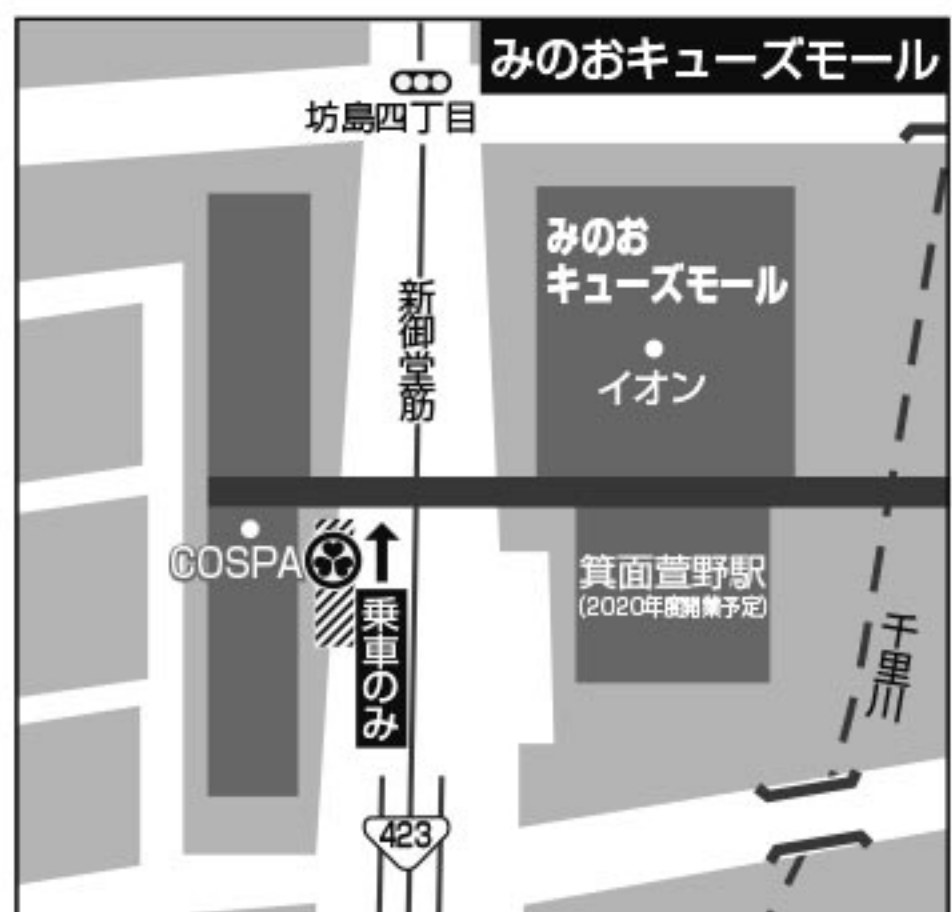 みのおキューズモール
坊島四丁目
みのお
キューズモール
イオン
新御堂筋
COSPA
箕面萱野駅
(2020年度開業予定)
乗車のみ
千里川
423